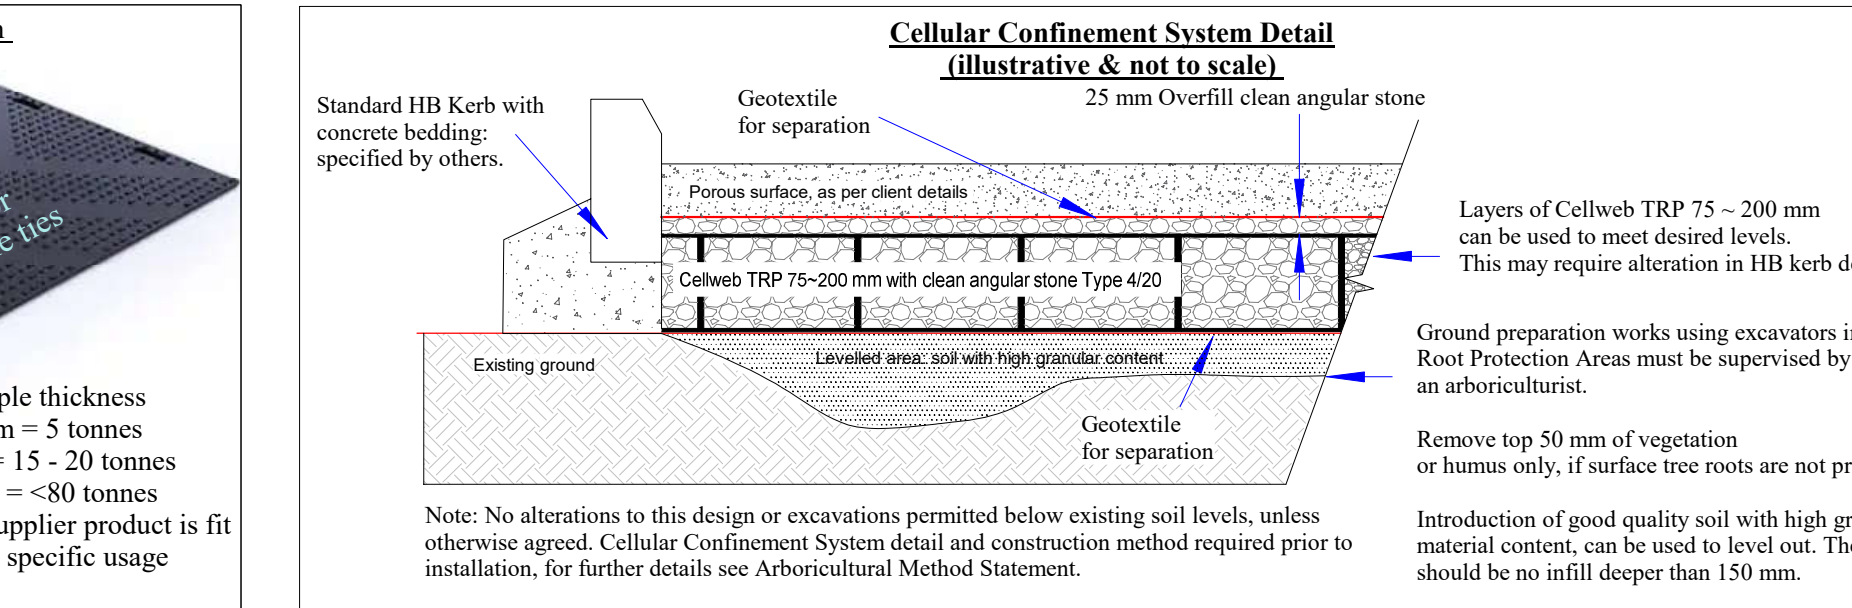 r
e ties
ple thickness
m = 5 tonnes
= 15 - 20 tonnes
= <80 tonnes
upplier product is fit
specific usage
Cellular Confinement System Detail
(illustrative & not to scale)
Standard HB Kerb with
concrete bedding:
specified by others.
Geotextile
for separation
25 mm Overfill clean angular stone
Porous surface, as per client details
Cellweb TRP 75~200 mm with clean angular stone Type 4/20
Existing ground
Levelled area: soil with high granular content
Geotextile
for separation
Layers of Cellweb TRP 75 ~ 200 mm
can be used to meet desired levels.
This may require alteration in HB kerb de
Ground preparation works using excavators in
Root Protection Areas must be supervised by
an arboriculturist.
Remove top 50 mm of vegetation
or humus only, if surface tree roots are not pr
Introduction of good quality soil with high gr
material content, can be used to level out. The
should be no infill deeper than 150 mm.
Note: No alterations to this design or excavations permitted below existing soil levels, unless
otherwise agreed. Cellular Confinement System detail and construction method required prior to
installation, for further details see Arboricultural Method Statement.